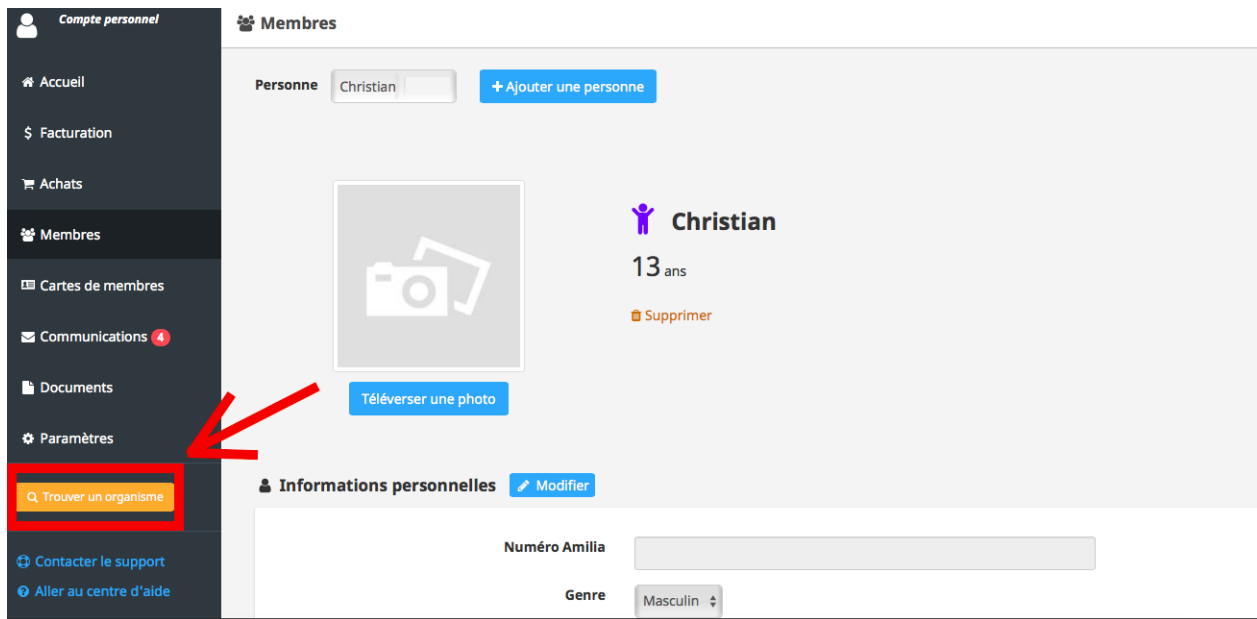 Compte personnel
Accueil
$ Facturation
Achats
Membres
Cartes de membres
Communications 4
Documents
Paramètres
Trouver un organisme
Contacter le support
Aller au centre d'aide
Membres
Personne Christian + Ajouter une personne
Christian
13 ans
Supprimer
Téléverser une photo
Informations personnelles Modifier
Numéro Amilia
Genre Masculin